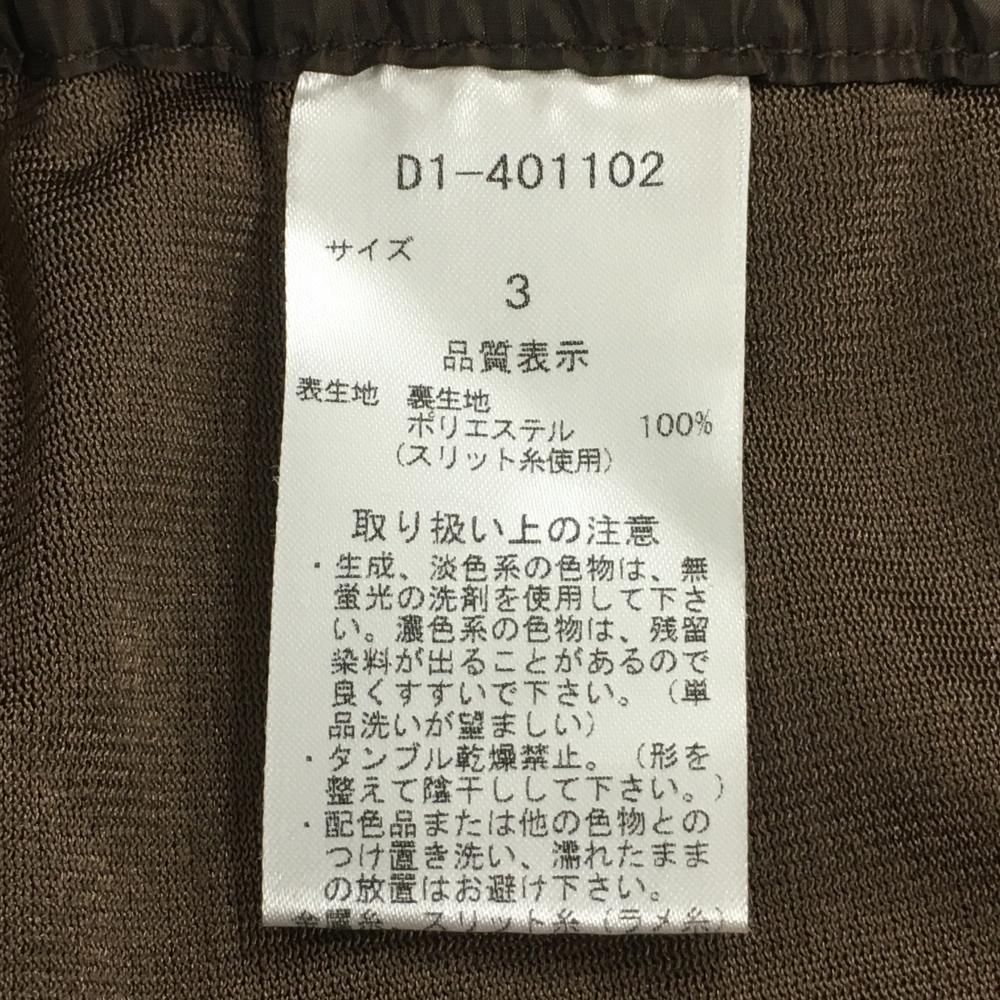 D1-401102
サイズ
3
品質表示
表生地 裏生地
ポリエステル 100%
(スリット糸使用)
取り扱い上の注意
・生成、淡色系の色物は、無
蛍光の洗剤を使用して下さ
い。濃色系の色物は、残留
染料が出ることがあるので
良くすすいで下さい。(単
品洗いが望ましい)
・タンブル乾燥禁止。(形を
整えて陰干しして下さい。)
・配色品または他の色物との
つけ置き洗い、濡れたまま
の放置はお避け下さい。
スリット糸(ラメ糸)